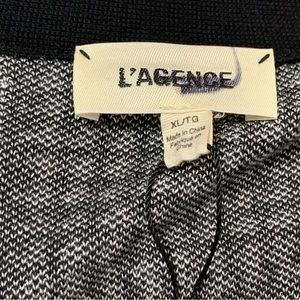 L'AGENCE
XL/TG
Made in China
Fabriqué en
Chine